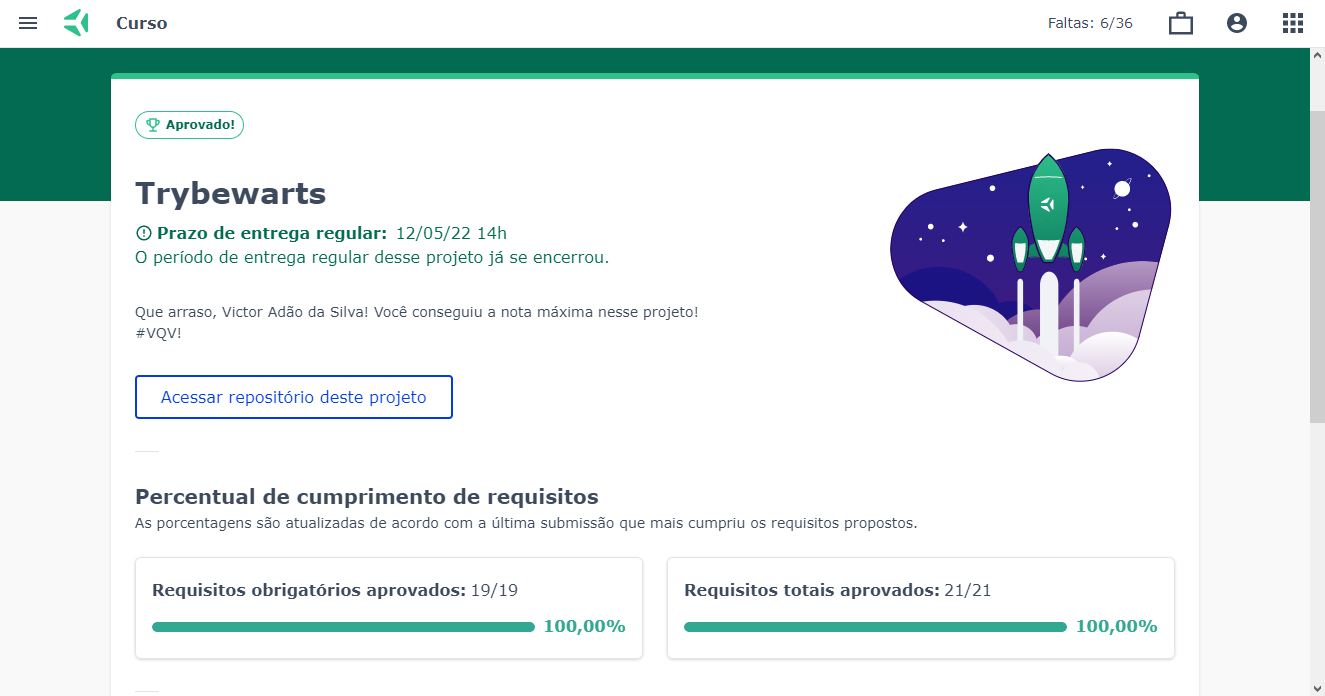 Curso
Faltas: 6/36
Aprovado!
Trybewarts
Prazo de entrega regular: 12/05/22 14h
O período de entrega regular desse projeto já se encerrou.
Que arraso, Victor Adão da Silva! Você conseguiu a nota máxima nesse projeto!
#VQV!
Acessar repositório deste projeto
Percentual de cumprimento de requisitos
As porcentagens são atualizadas de acordo com a última submissão que mais cumpriu os requisitos propostos.
Requisitos obrigatórios aprovados: 19/19
100,00%
Requisitos totais aprovados: 21/21
100,00%